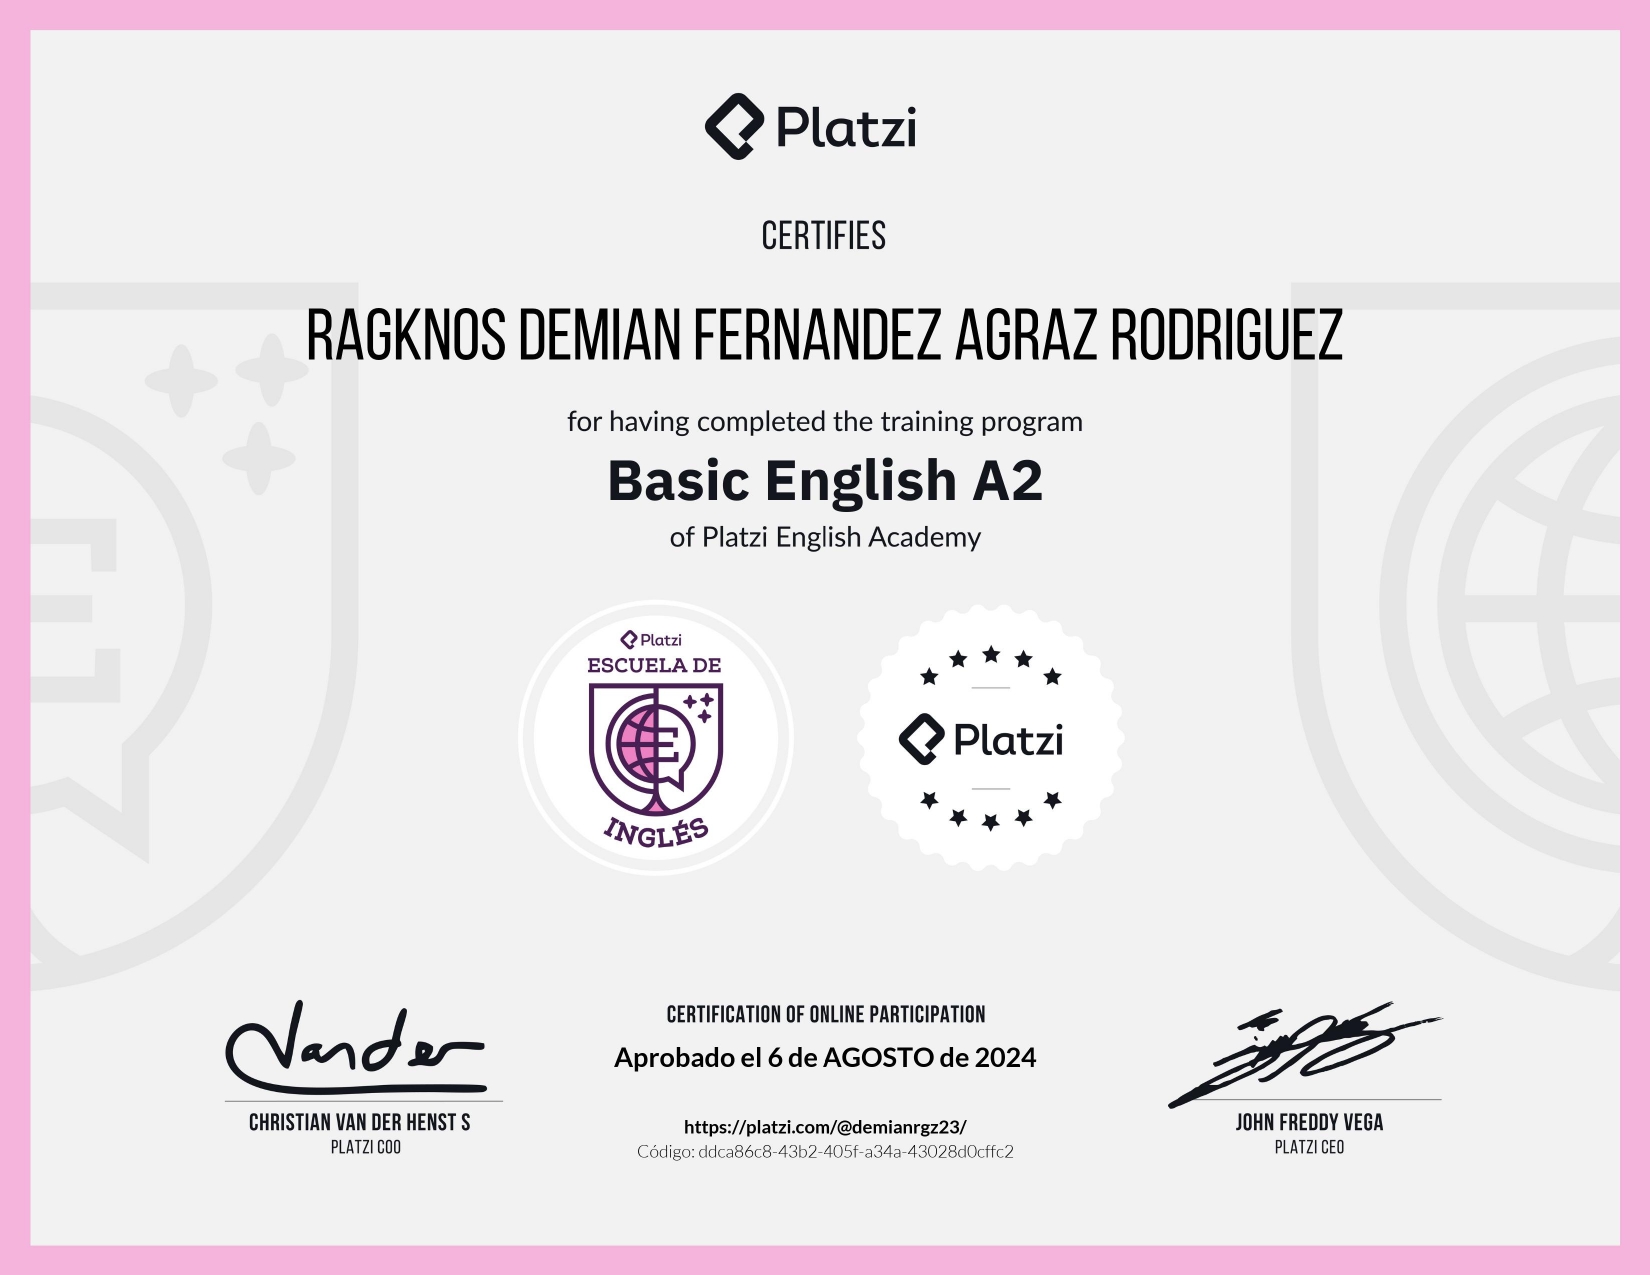 Platzi
CERTIFIES
RAGKNOS DEMIAN FERNANDEZ AGRAZ RODRIGUEZ
for having completed the training program
Basic English A2
of Platzi English Academy
Platzi
ESCUELA DE
E
INGLÉS
Platzi
Vander
CHRISTIAN VAN DER HENST S
PLATZI COO
CERTIFICATION OF ONLINE PARTICIPATION
Aprobado el 6 de AGOSTO de 2024
https://platzi.com/@demianrgz23/
Código: ddca86c8-43b2-405f-a34a-43028d0cffc2
JOHN FREDDY VEGA
PLATZI CEO